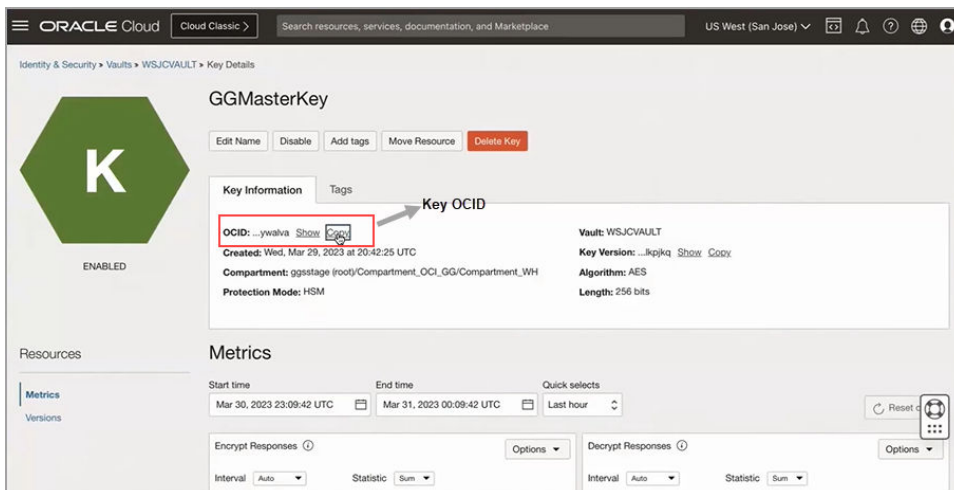 ORACLE Cloud Cloud Classic > Search resources, services, documentation, and Marketplace US West (San Jose)
Identity & Security » Vaults » WSJCVAULT » Key Details
K
ENABLED
GGMasterKey
Edit Name Disable Add tags Move Resource Delete Key
Key Information Tags
Key OCID
OCID: ...ywalva Show Copy
Created: Wed, Mar 29, 2023 at 20:42:25 UTC
Compartment: ggsstage (root)/Compartment_OCI_GG/Compartment_WH
Protection Mode: HSM
Vault: WSJCVAULT
Key Version: ...lkpjkq Show Copy
Algorithm: AES
Length: 256 bits
Resources
Metrics
Versions
Metrics
Start time End time Quick selects
Mar 30, 2023 23:09:42 UTC Mar 31, 2023 00:09:42 UTC Last hour
Reset
Encrypt Responses Options
Interval Auto Statistic Sum
Decrypt Responses Options
Interval Auto Statistic Sum